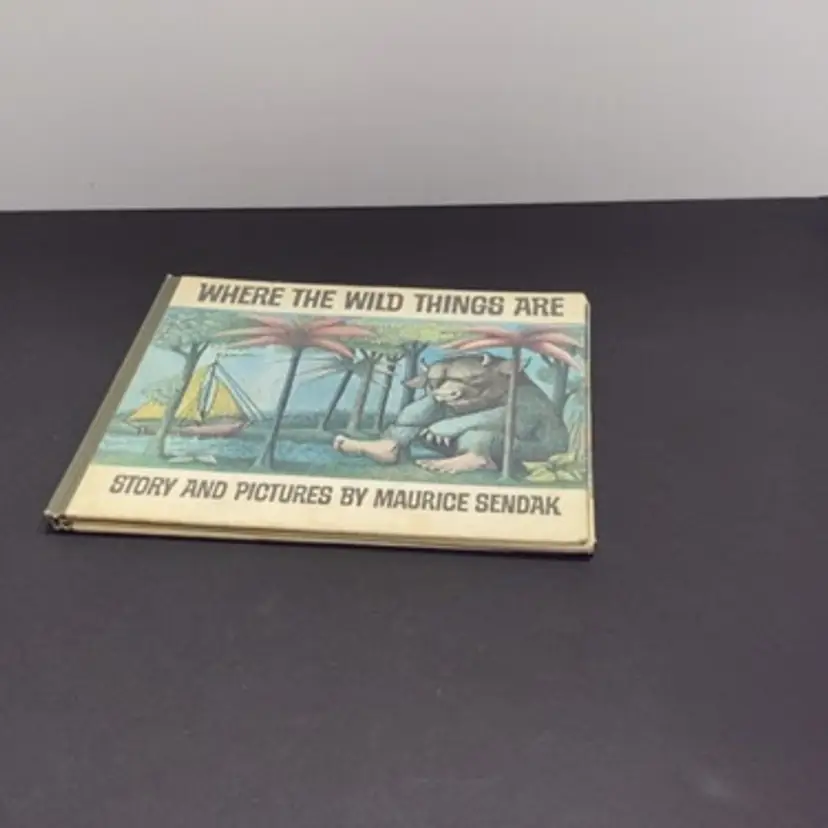 WHERE THE WILD THINGS ARE
STORY AND PICTURES BY MAURICE SENDAK